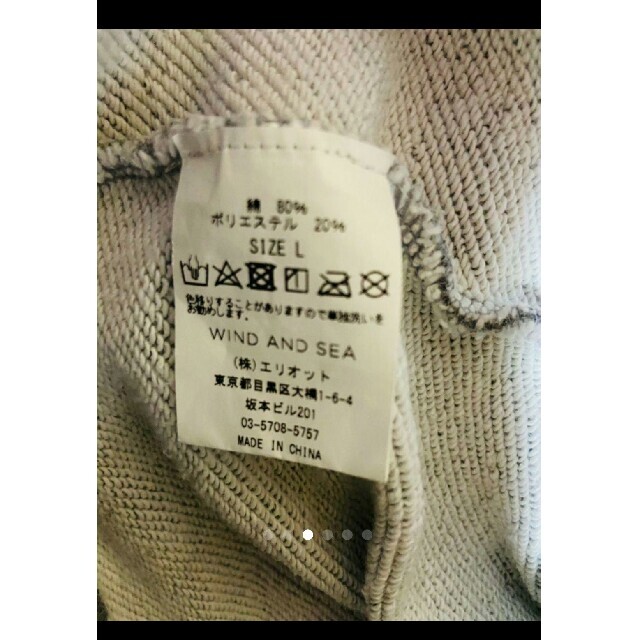 綿 80%
ポリエステル 20%
SIZE L
色移りすることがありますので単独洗いを
お勧めします。
WIND AND SEA
(株)エリオット
東京都目黒区大橋1-6-4
坂本ビル201
03-5708-5757
MADE IN CHINA